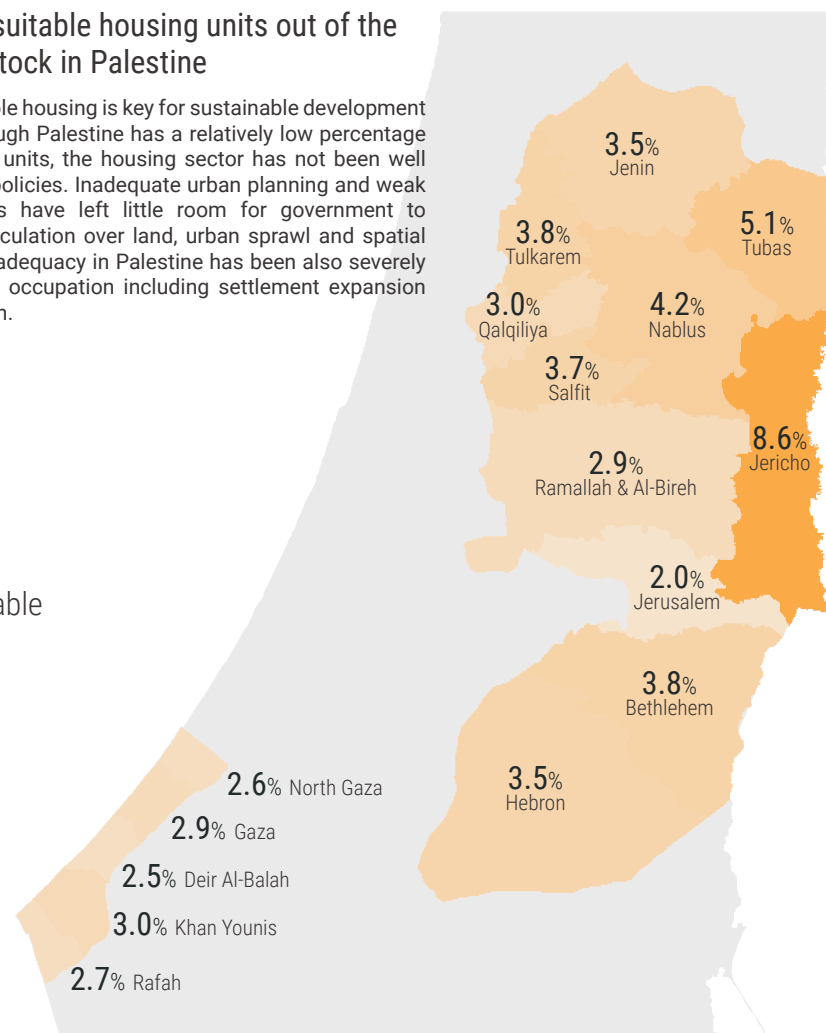 suitable housing units out of the
tock in Palestine
ble housing is key for sustainable development
ugh Palestine has a relatively low percentage
units, the housing sector has not been well
policies. Inadequate urban planning and weak
s have left little room for government to
culation over land, urban sprawl and spatial
adequacy in Palestine has been also severely
occupation including settlement expansion
n.
3.5%
Jenin
5.1%
Tubas
3.8%
Tulkarem
3.0%
Qalqiliya
4.2%
Nablus
3.7%
Salfit
8.6%
Jericho
2.9%
Ramallah & Al-Bireh
2.0%
Jerusalem
able
3.8%
Bethlehem
3.5%
Hebron
2.6% North Gaza
2.9% Gaza
2.5% Deir Al-Balah
3.0% Khan Younis
2.7% Rafah